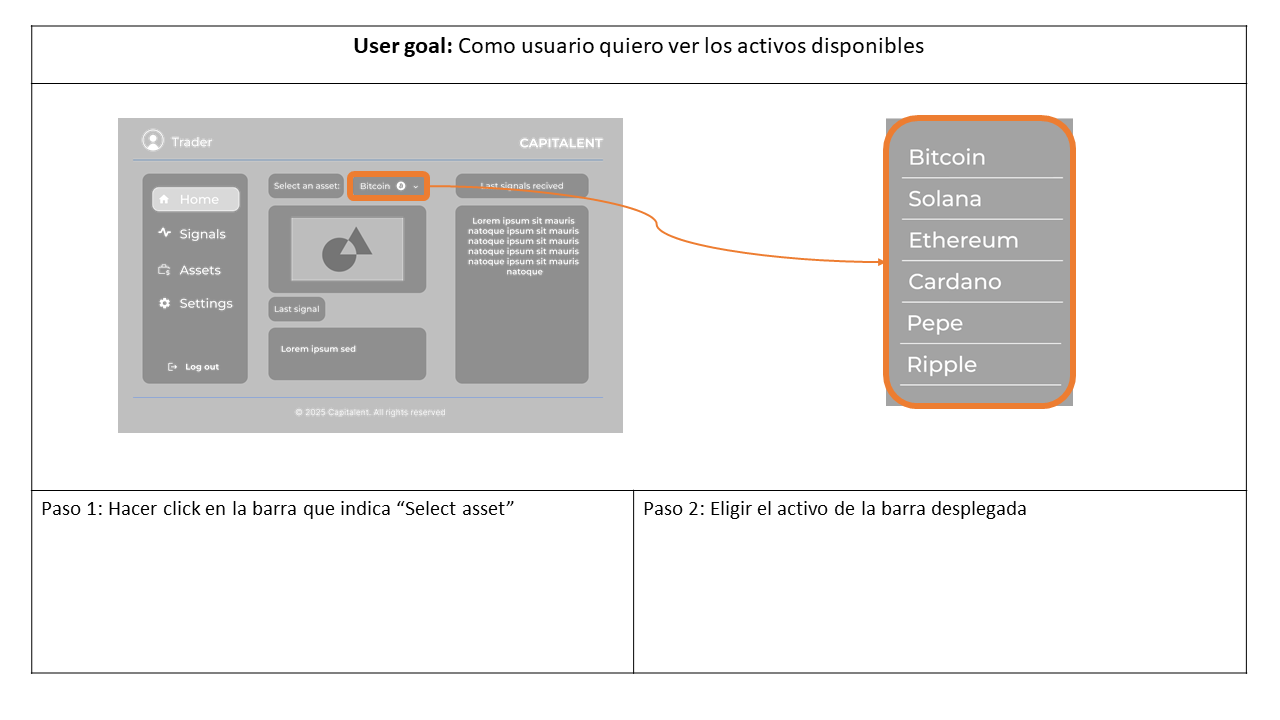 User goal: Como usuario quiero ver los activos disponibles
Trader
CAPITALENT
Home
Signals
Assets
Settings
Log out
Select an asset:
Bitcoin
Last signal
Lorem ipsum sed
Last signals recived
Lorem ipsum sit mauris
natoque ipsum sit mauris
natoque ipsum sit mauris
natoque ipsum sit mauris
natoque ipsum sit mauris
natoque
© 2025 Capitalent. All rights reserved
Bitcoin
Solana
Ethereum
Cardano
Pepe
Ripple
Paso 1: Hacer click en la barra que indica “Select asset”
Paso 2: Eligir el activo de la barra desplegada